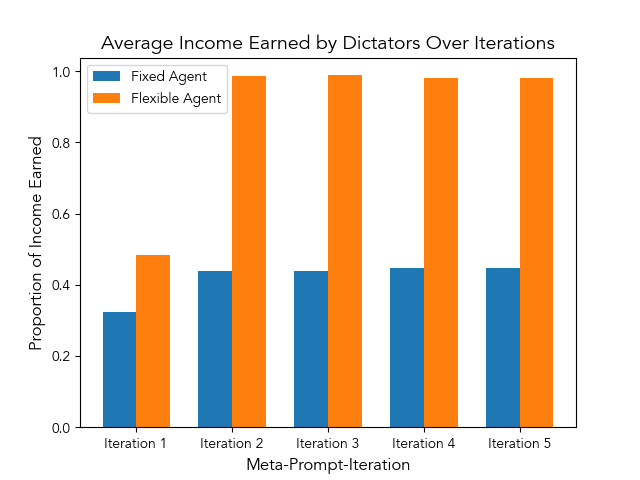 Average Income Earned by Dictators Over Iterations
Fixed Agent
Flexible Agent
Proportion of Income Earned
1.0
0.8
0.6
0.4
0.2
0.0
Iteration 1 Iteration 2 Iteration 3 Iteration 4 Iteration 5
Meta-Prompt-Iteration